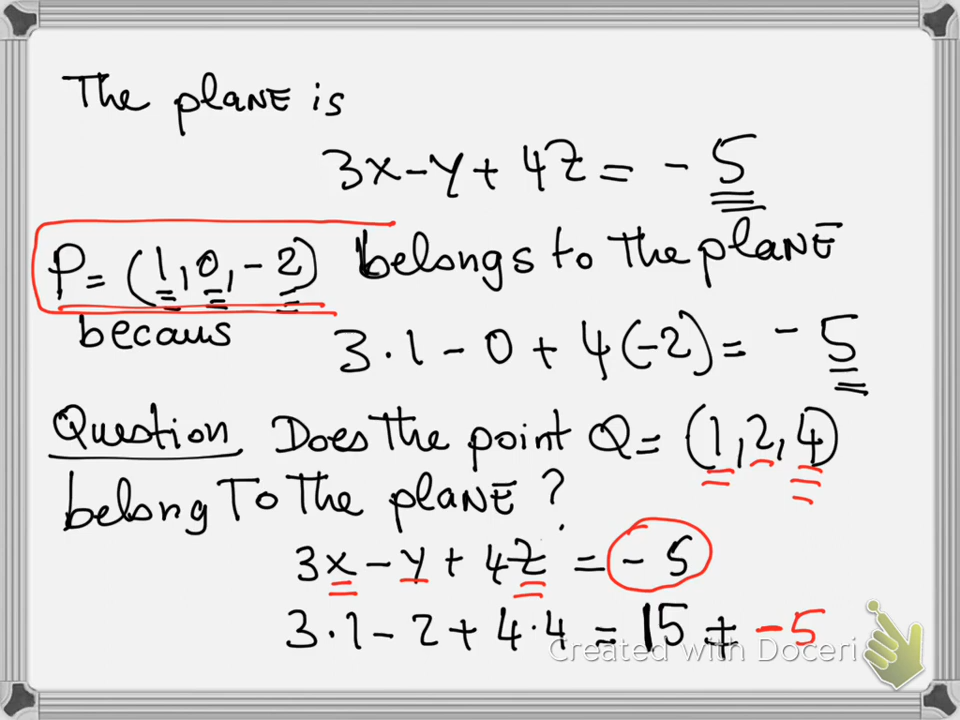 The plane is
3x - y + 4z = - 5
P = (1, 0, - 2) belongs to the plane
becaus
3 · 1 - 0 + 4(-2) = - 5
Question Does the point Q = (1, 2, 4)
belong to the plane ?
3x - y + 4z = - 5
3 · 1 - 2 + 4 · 4 = 15 ≠ - 5
Created with Doceri